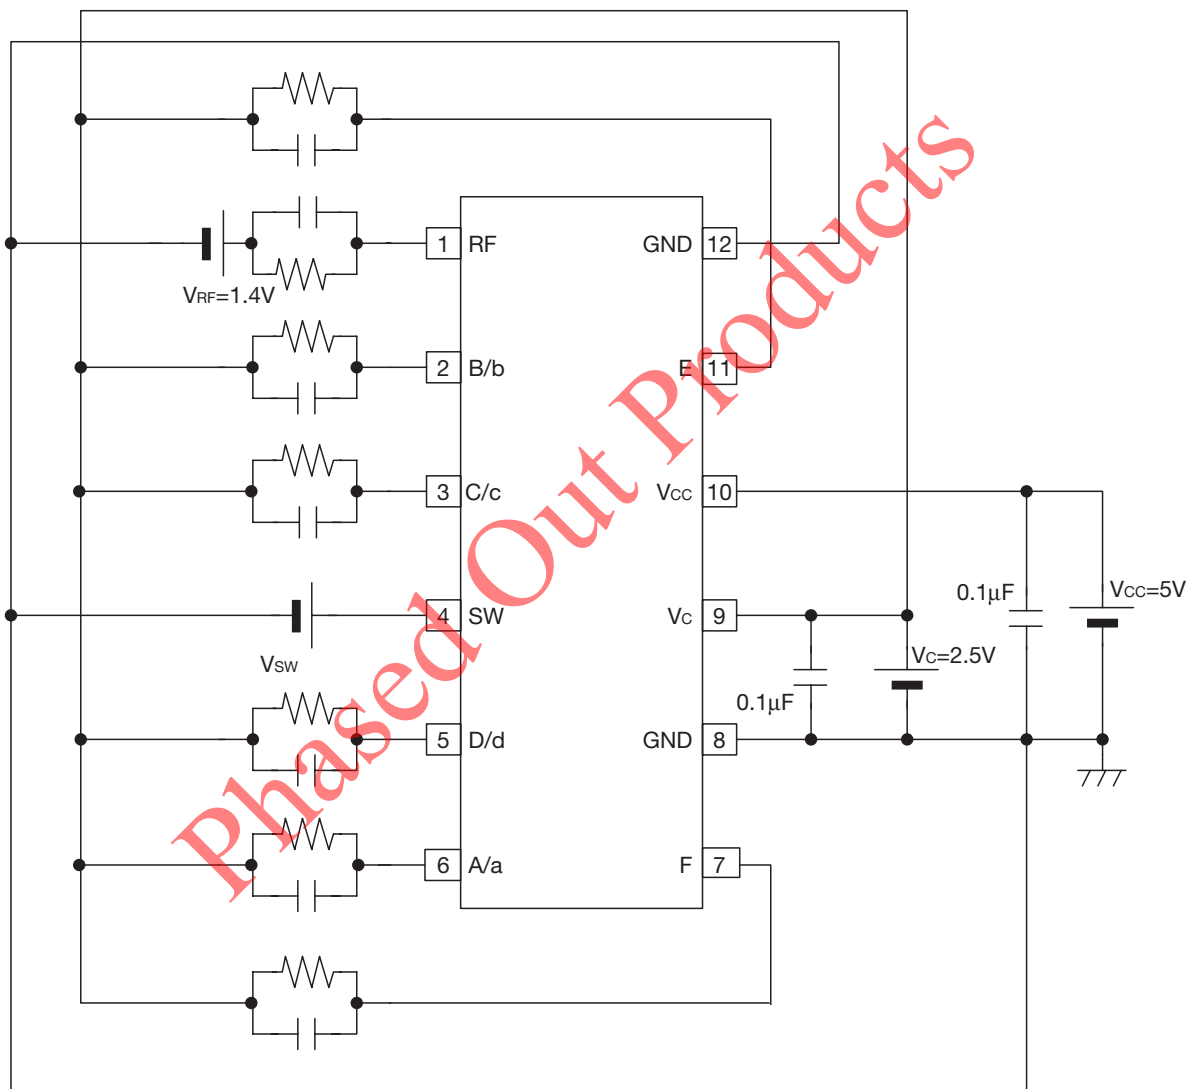 1 RF
GND 12
VRF=1.4V
2 B/b
E 11
3 C/c
VCC 10
4 SW
VC 9
0.1μF
VCC=5V
VSW
VC=2.5V
0.1μF
5 D/d
GND 8
6 A/a
F 7
Phased Out Products